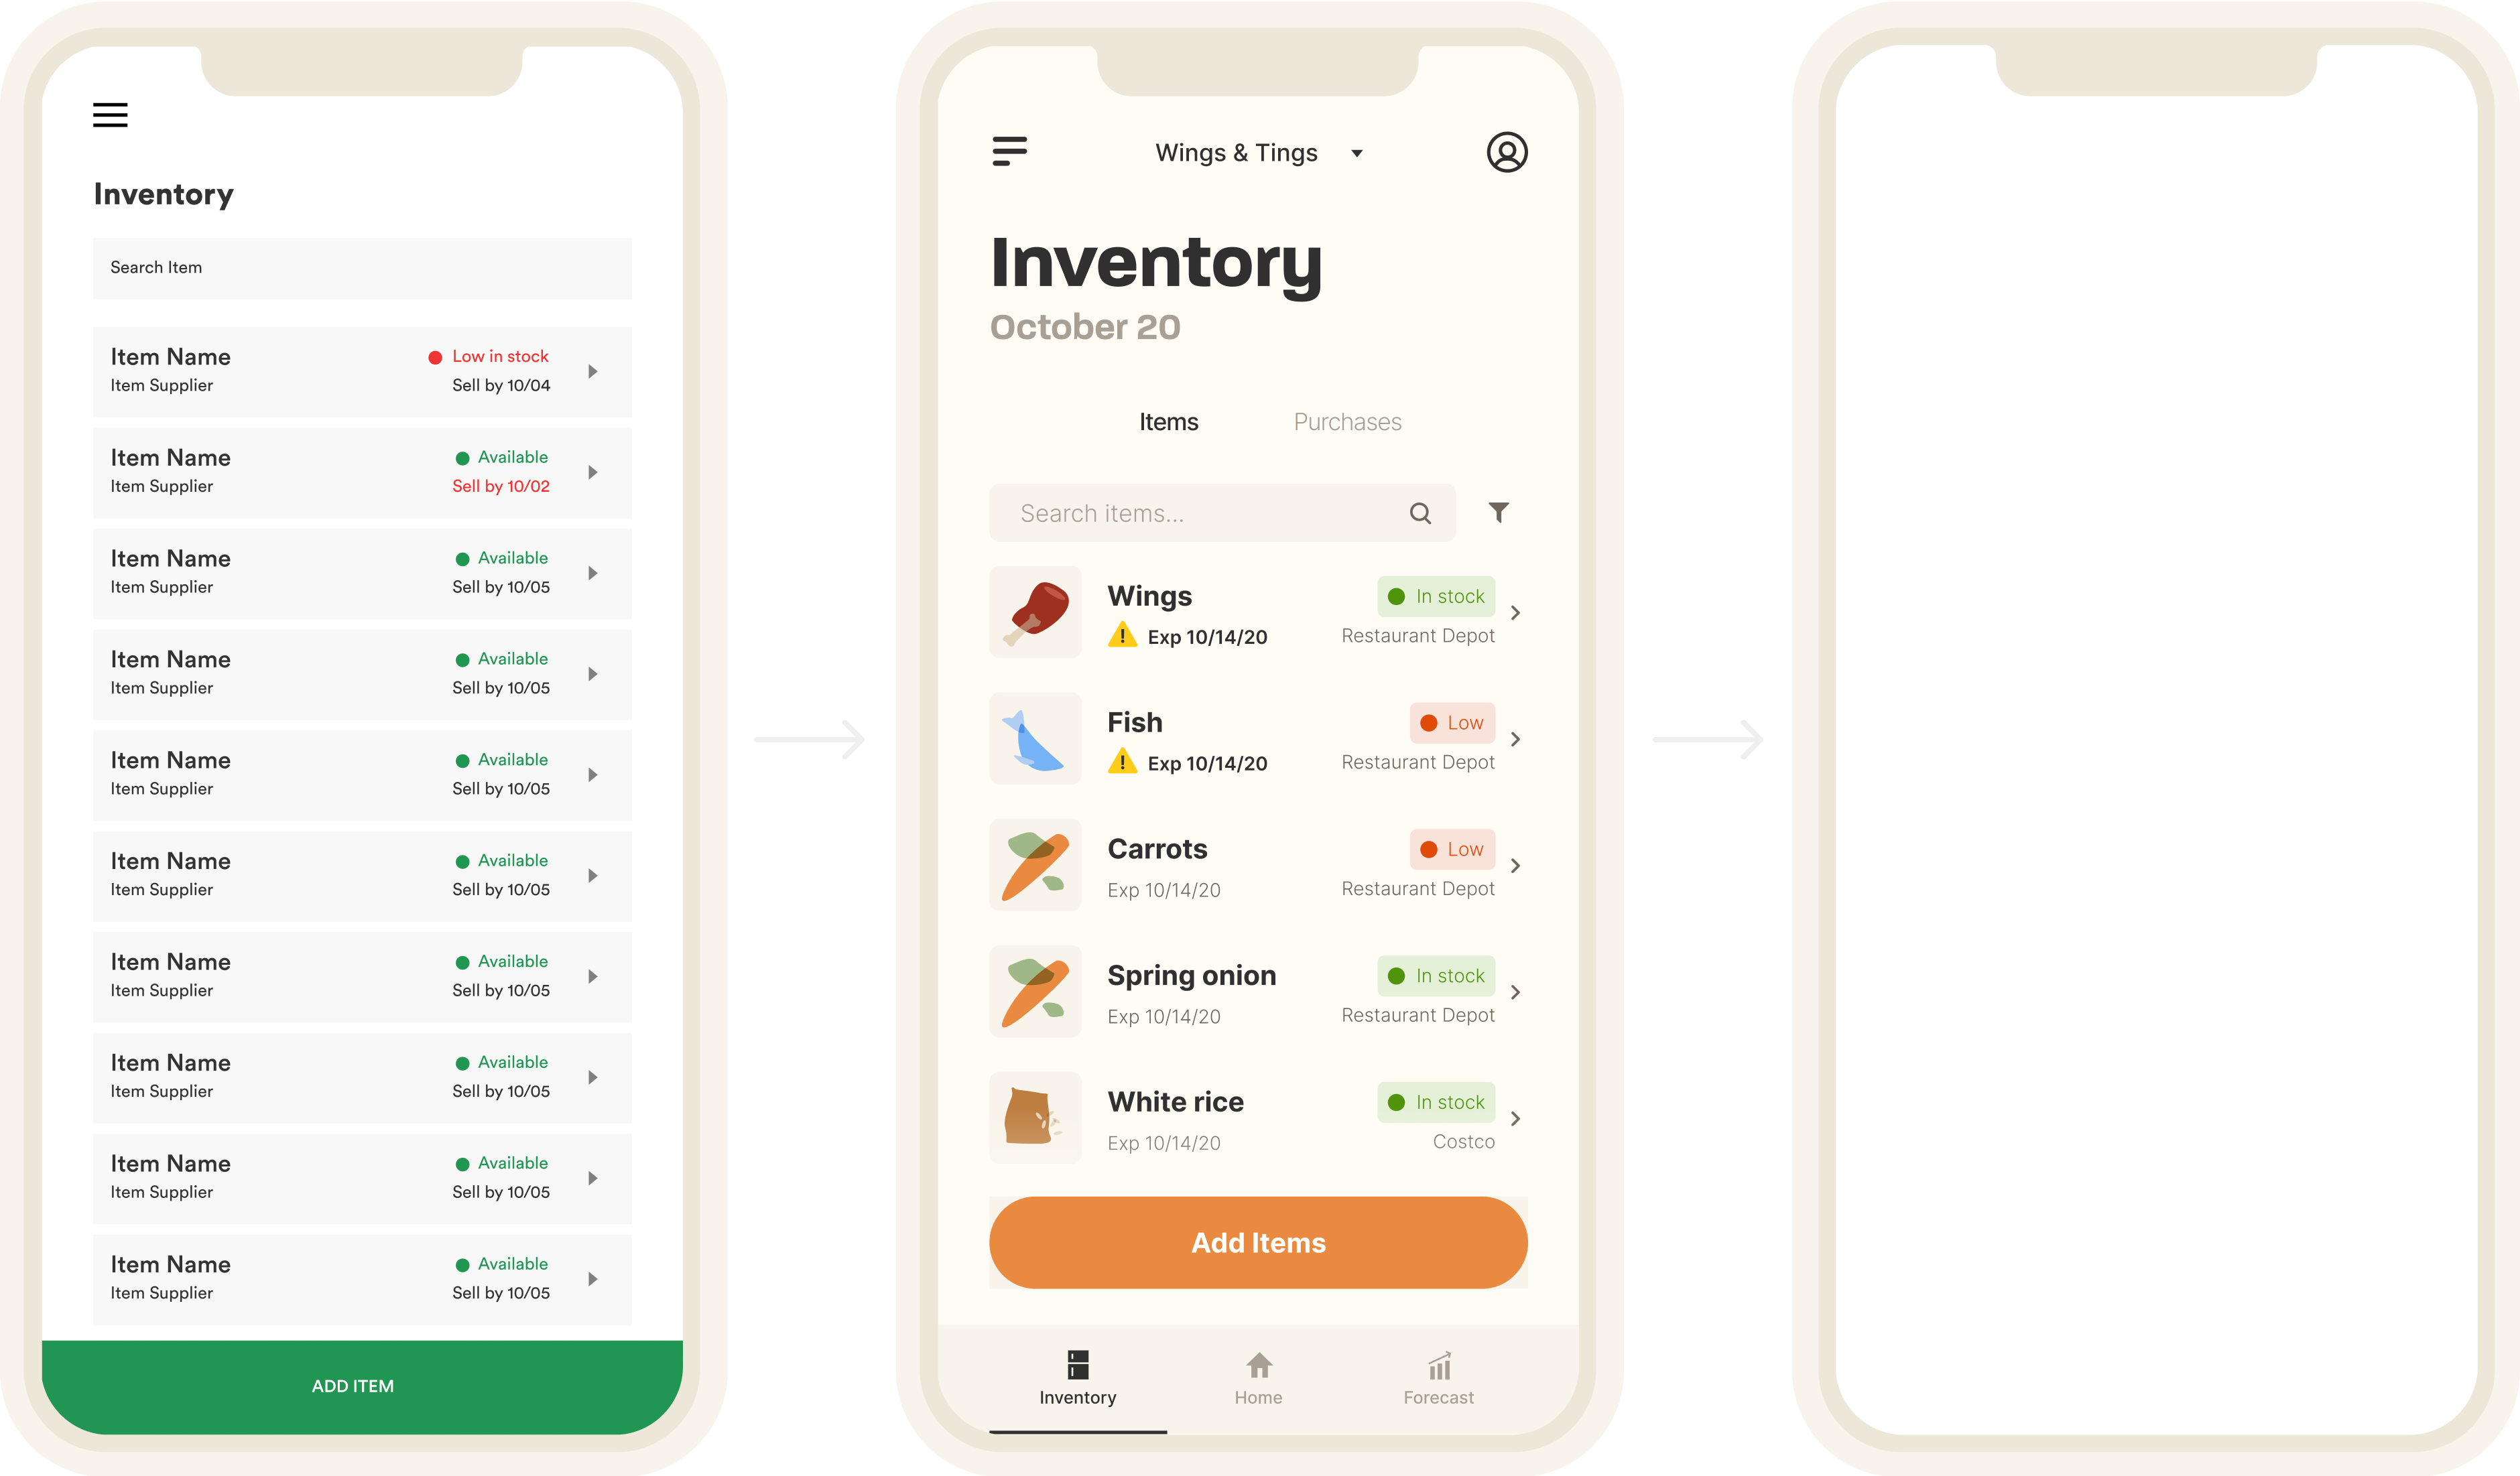 Inventory
Search Item
Item Name
Low in stock
Item Supplier
Sell by 10/04
Item Name
Available
Item Supplier
Sell by 10/02
Item Name
Available
Item Supplier
Sell by 10/05
Item Name
Available
Item Supplier
Sell by 10/05
Item Name
Available
Item Supplier
Sell by 10/05
Item Name
Available
Item Supplier
Sell by 10/05
Item Name
Available
Item Supplier
Sell by 10/05
Item Name
Available
Item Supplier
Sell by 10/05
Item Name
Available
Item Supplier
Sell by 10/05
Item Name
Available
Item Supplier
Sell by 10/05
ADD ITEM
Wings & Tings
Inventory
October 20
Items
Purchases
Search items...
Wings
In stock
Exp 10/14/20
Restaurant Depot
Fish
Low
Exp 10/14/20
Restaurant Depot
Carrots
Low
Exp 10/14/20
Restaurant Depot
Spring onion
In stock
Exp 10/14/20
Restaurant Depot
White rice
In stock
Exp 10/14/20
Costco
Add Items
Inventory
Home
Forecast